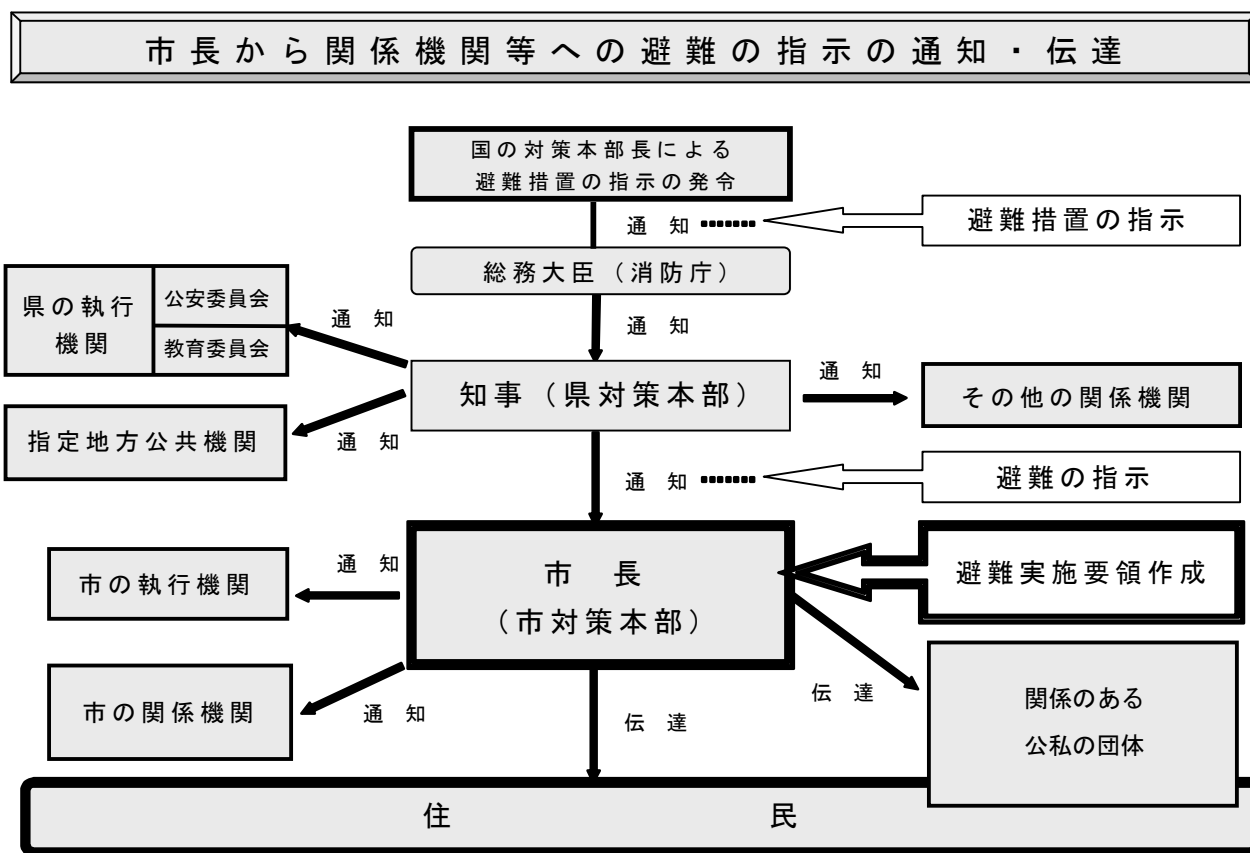 市長から関係機関等への避難の指示の通知・伝達
国の対策本部長による
避難措置の指示の発令
通 知
避難措置の指示
総務大臣（消防庁）
県の執行
機関
公安委員会
教育委員会
通 知
通 知
知事（県対策本部）
通 知
その他の関係機関
指定地方公共機関
通 知
通 知
避難の指示
市の執行機関
通 知
市 長
（市対策本部）
避難実施要領作成
市の関係機関
通 知
伝 達
伝 達
関係のある
公私の団体
住 民